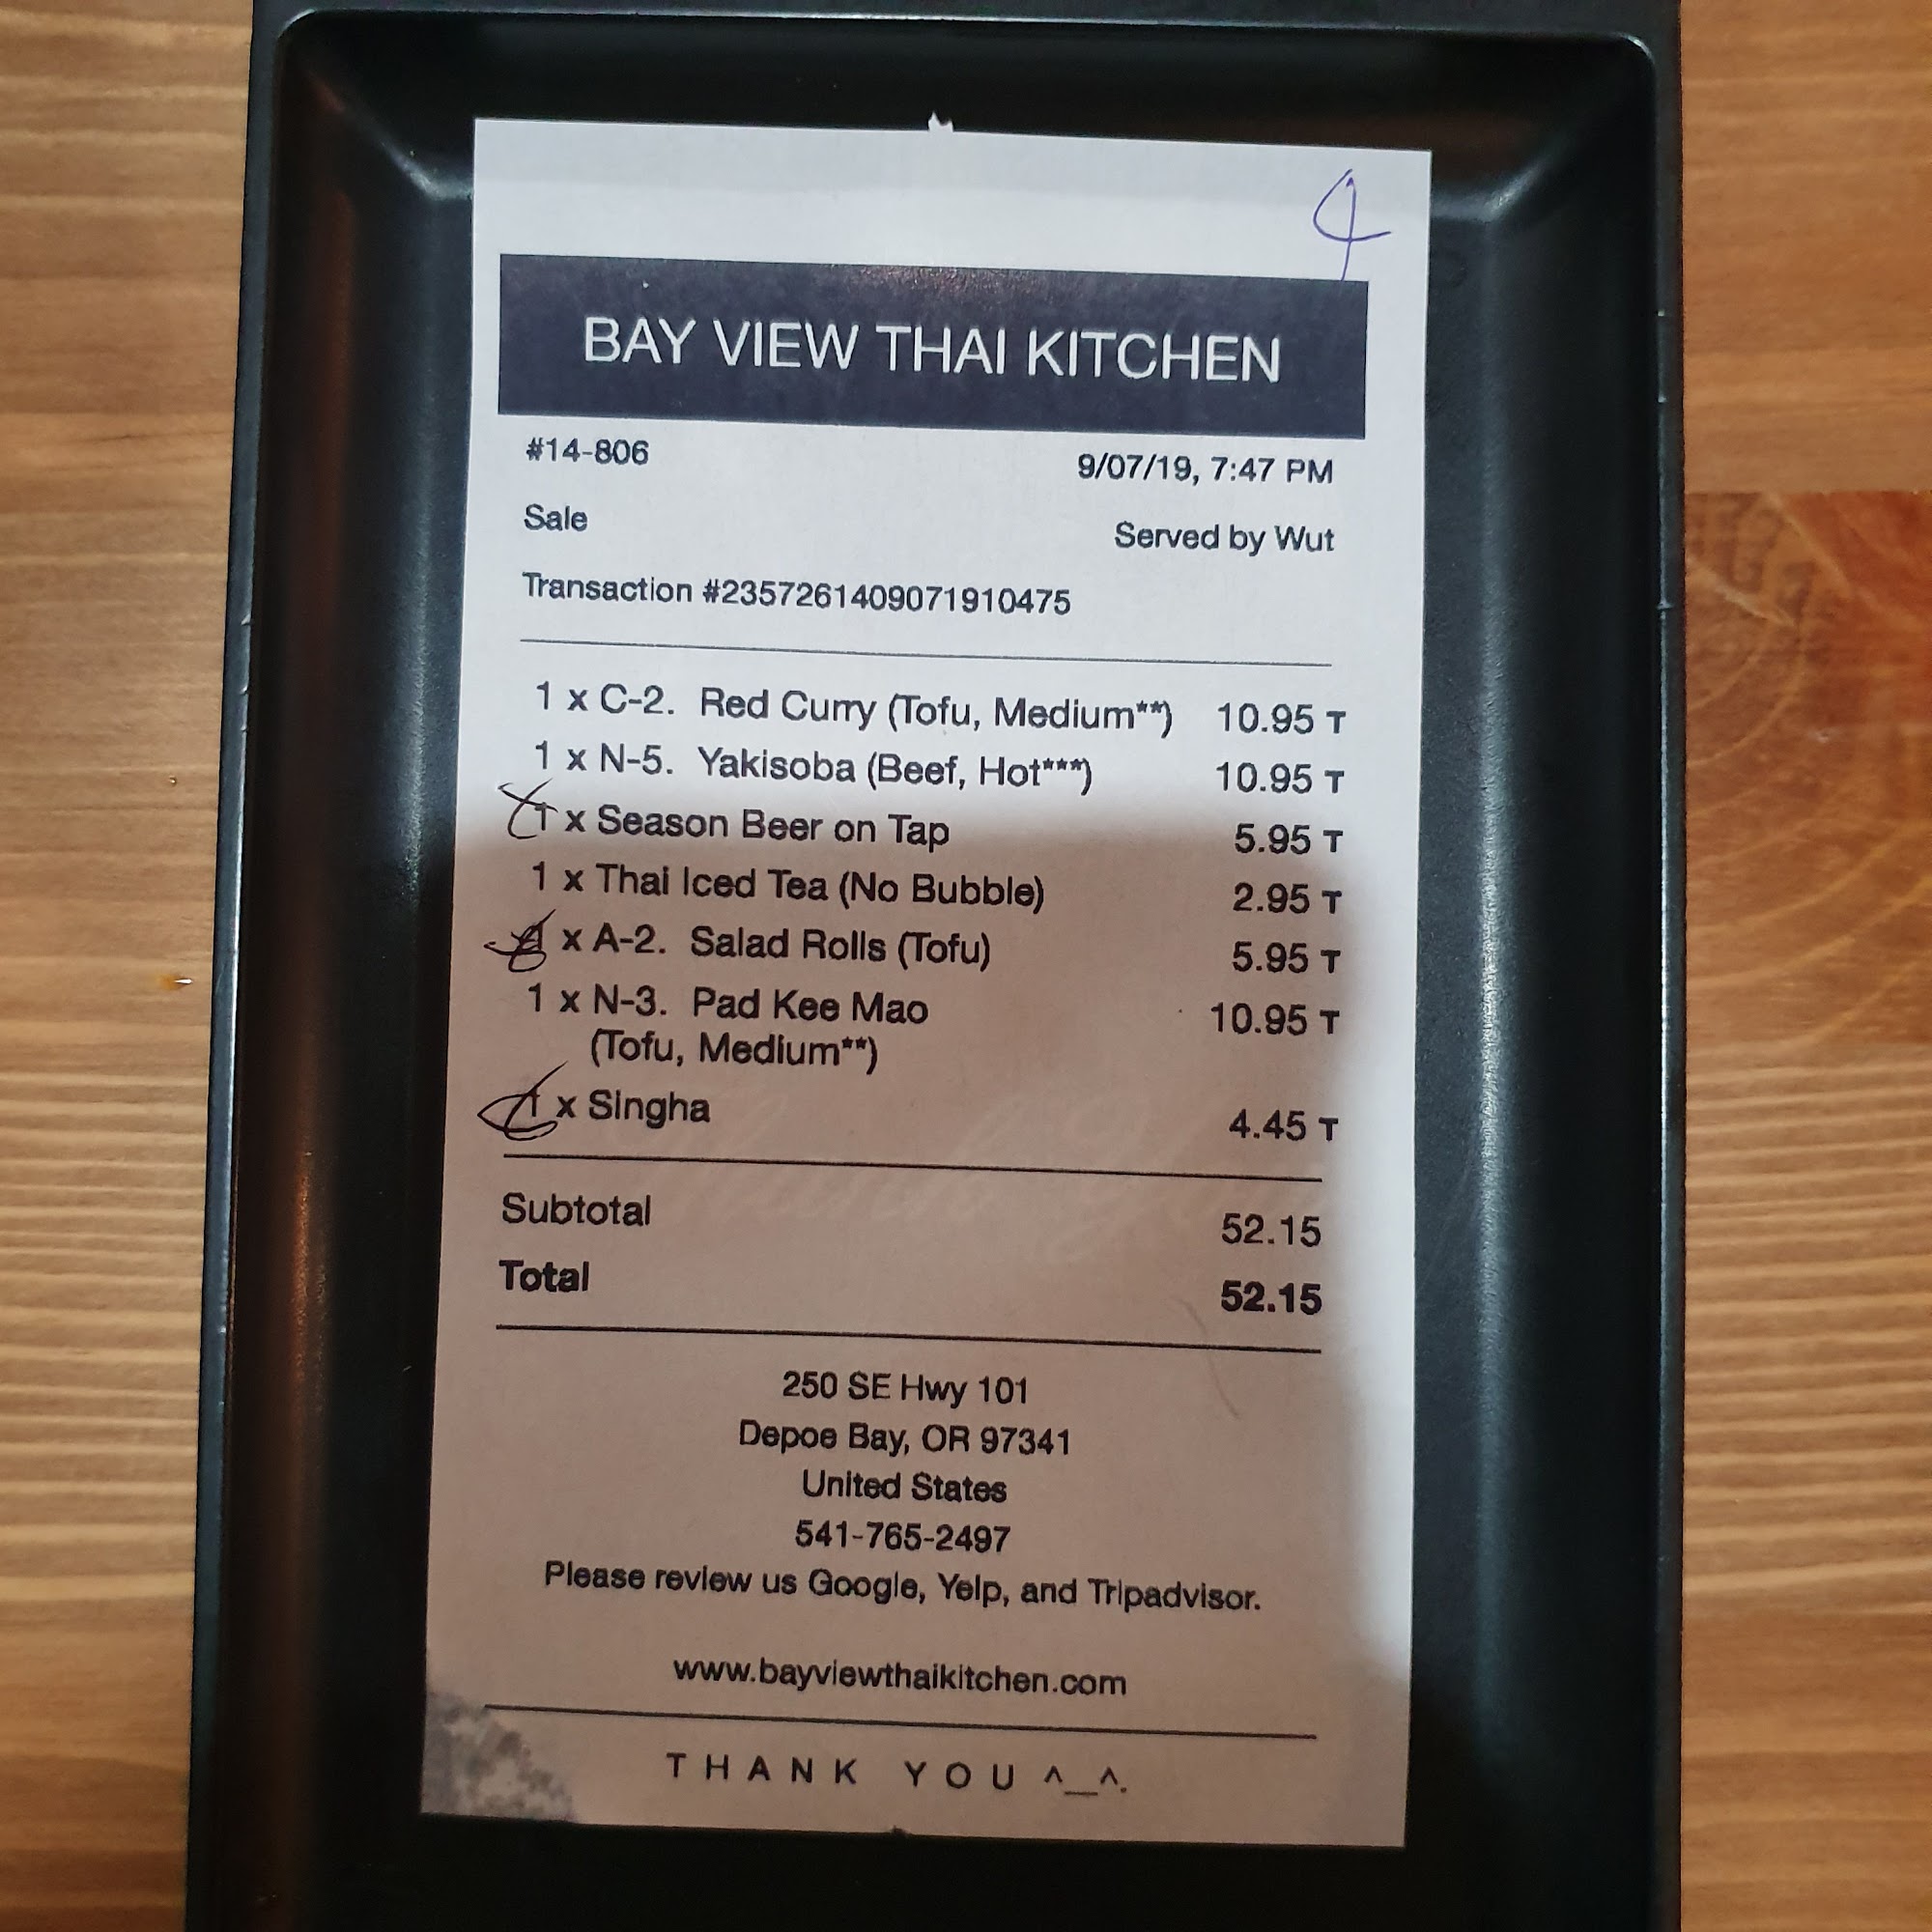 4
BAY VIEW THAI KITCHEN
#14-806 9/07/19, 7:47 PM
Sale Served by Wut
Transaction #2357261409071910475
1 x C-2. Red Curry (Tofu, Medium**) 10.95 T
1 x N-5. Yakisoba (Beef, Hot***) 10.95 T
1 x Season Beer on Tap 5.95 T
1 x Thai Iced Tea (No Bubble) 2.95 T
1 x A-2. Salad Rolls (Tofu) 5.95 T
1 x N-3. Pad Kee Mao 10.95 T
(Tofu, Medium**)
1 x Singha 4.45 T
Subtotal 52.15
Total 52.15
250 SE Hwy 101
Depoe Bay, OR 97341
United States
541-765-2497
Please review us Google, Yelp, and Tripadvisor.
www.bayviewthaikitchen.com
THANK YOU ^__^.